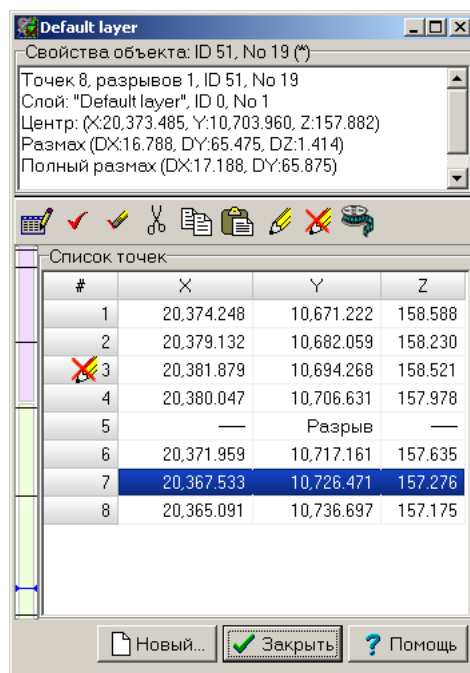 Default layer
Свойства объекта: ID 51, No 19 (*)
Точек 8, разрывов 1, ID 51, No 19
Слой: "Default layer", ID 0, No 1
Центр: (X:20,373.485, Y:10,703.960, Z:157.882)
Размах (DX:16.788, DY:65.475, DZ:1.414)
Полный размах (DX:17.188, DY:65.875)
Список точек
# X Y Z
1 20,374.248 10,671.222 158.588
2 20,379.132 10,682.059 158.230
3 20,381.879 10,694.268 158.521
4 20,380.047 10,706.631 157.978
5 — Разрыв —
6 20,371.959 10,717.161 157.635
7 20,367.533 10,726.471 157.276
8 20,365.091 10,736.697 157.175
Новый... Закрыть ? Помощь